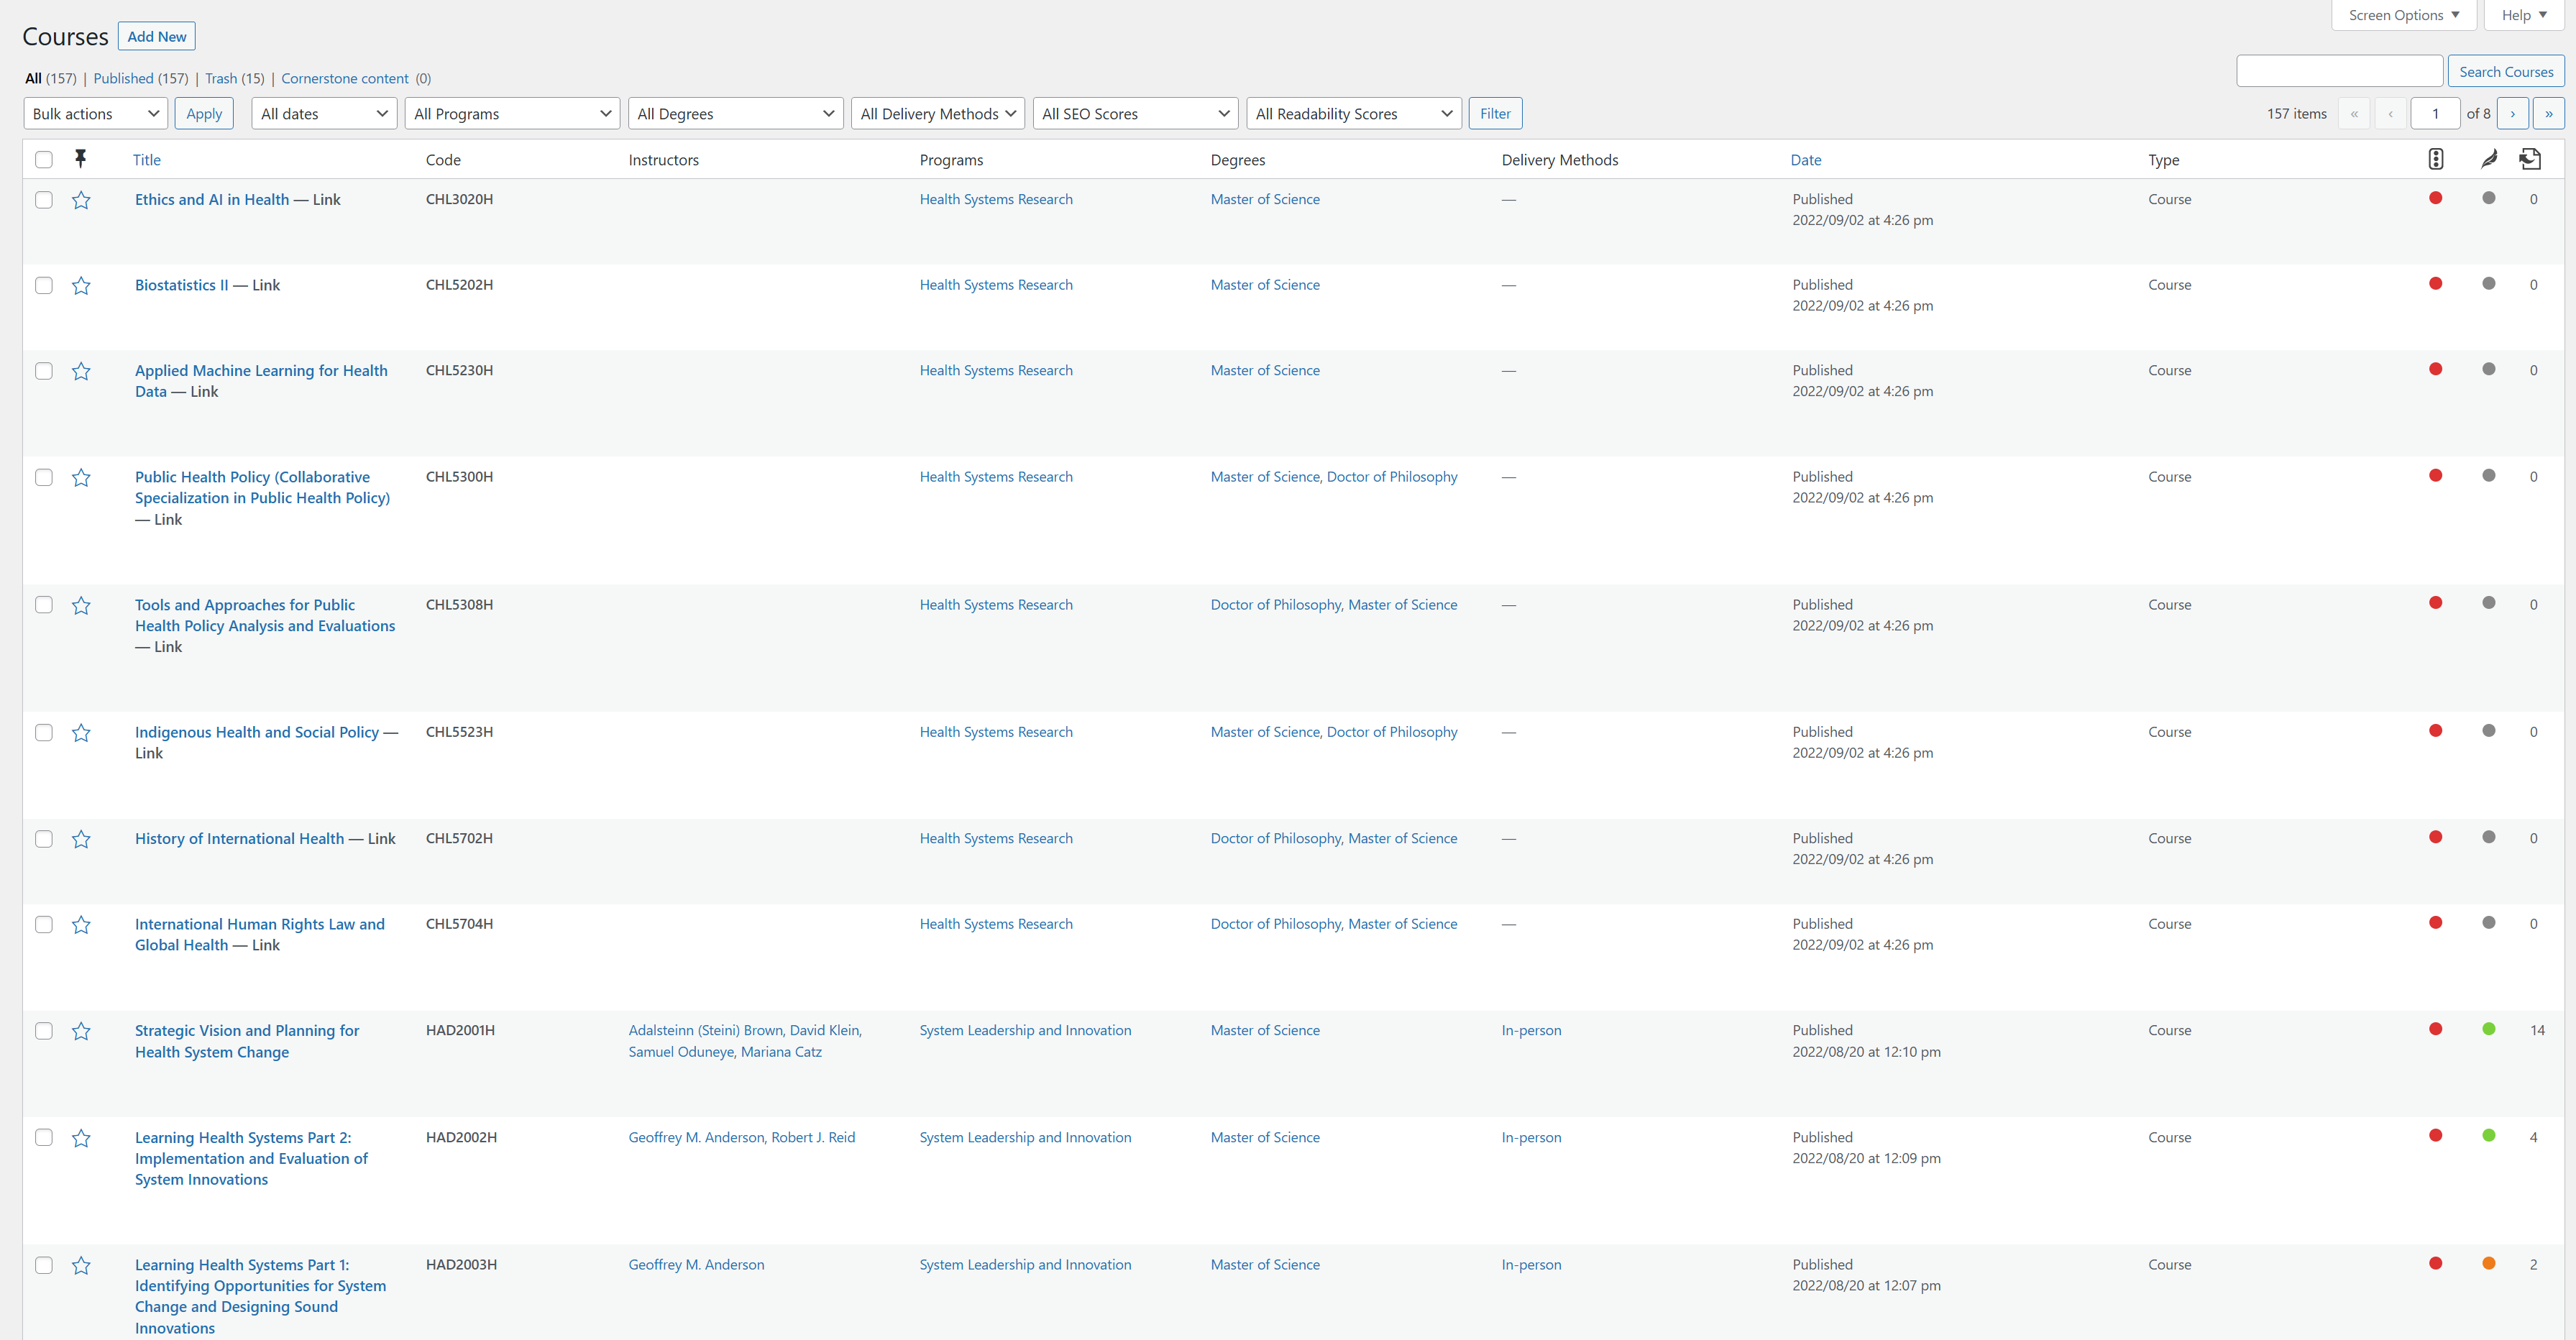 Screen Options ▼ Help ▼
Courses Add New
All (157) | Published (157) | Trash (15) | Cornerstone content (0)
Search Courses
Bulk actions Apply All dates All Programs All Degrees All Delivery Methods All SEO Scores All Readability Scores Filter 157 items « ‹ 1 of 8 › »
Title Code Instructors Programs Degrees Delivery Methods Date Type
Ethics and AI in Health — Link CHL3020H Health Systems Research Master of Science — Published Course 0
2022/09/02 at 4:26 pm
Biostatistics II — Link CHL5202H Health Systems Research Master of Science — Published Course 0
2022/09/02 at 4:26 pm
Applied Machine Learning for Health CHL5230H Health Systems Research Master of Science — Published Course 0
Data — Link 2022/09/02 at 4:26 pm
Public Health Policy (Collaborative CHL5300H Health Systems Research Master of Science, Doctor of Philosophy — Published Course 0
Specialization in Public Health Policy) 2022/09/02 at 4:26 pm
— Link
Tools and Approaches for Public CHL5308H Health Systems Research Doctor of Philosophy, Master of Science — Published Course 0
Health Policy Analysis and Evaluations 2022/09/02 at 4:26 pm
— Link
Indigenous Health and Social Policy — CHL5523H Health Systems Research Master of Science, Doctor of Philosophy — Published Course 0
Link 2022/09/02 at 4:26 pm
History of International Health — Link CHL5702H Health Systems Research Doctor of Philosophy, Master of Science — Published Course 0
2022/09/02 at 4:26 pm
International Human Rights Law and CHL5704H Health Systems Research Doctor of Philosophy, Master of Science — Published Course 0
Global Health — Link 2022/09/02 at 4:26 pm
Strategic Vision and Planning for HAD2001H Adalsteinn (Steini) Brown, David Klein, System Leadership and Innovation Master of Science In-person Published Course 14
Health System Change Samuel Oduneye, Mariana Catz 2022/08/20 at 12:10 pm
Learning Health Systems Part 2: HAD2002H Geoffrey M. Anderson, Robert J. Reid System Leadership and Innovation Master of Science In-person Published Course 4
Implementation and Evaluation of 2022/08/20 at 12:09 pm
System Innovations
Learning Health Systems Part 1: HAD2003H Geoffrey M. Anderson System Leadership and Innovation Master of Science In-person Published Course 2
Identifying Opportunities for System 2022/08/20 at 12:07 pm
Change and Designing Sound
Innovations